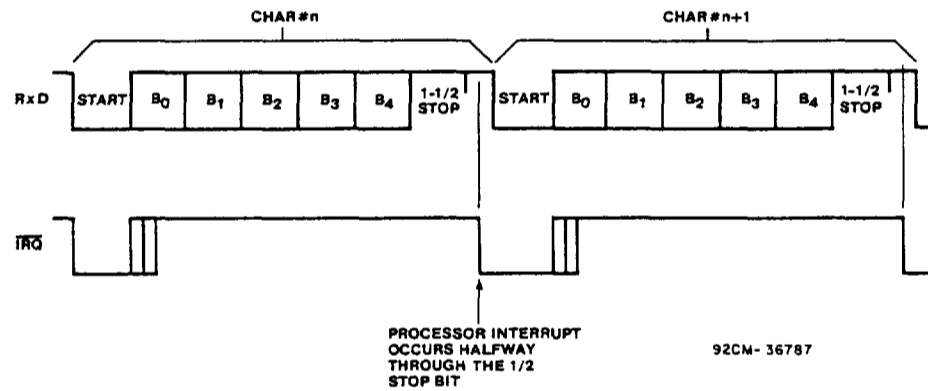 CHAR#n CHAR#n+1
RxD START B0 B1 B2 B3 B4 1-1/2 STOP START B0 B1 B2 B3 B4 1-1/2 STOP
IRQ
PROCESSOR INTERRUPT
OCCURS HALFWAY
THROUGH THE 1/2
STOP BIT
92CM-36787